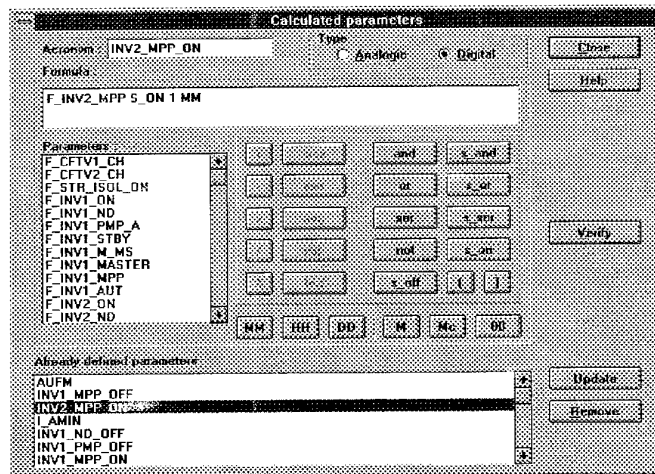 Calculated parameters
Acronym : INV2_MPP_ON
Type
Analogic
Digital
Close
Formula :
Help
F_INV2_MPP S_ON 1 MM
Parameters :
F_CFTV1_CH
F_CFTV2_CH
F_STR_ISOL_ON
F_INV1_ON
F_INV1_ND
F_INV1_PMP_A
F_INV1_STBY
F_INV1_M_MS
F_INV1_MASTER
F_INV1_MPP
F_INV1_AUT
F_INV2_ON
F_INV2_ND
and
s_and
or
s_or
xor
s_xor
not
s_on
s_off
(
)
Verify
MM
HH
DD
M
Mc
Already defined parameters
AUFM
INV1_MPP_OFF
INV2_MPP_ON
I_AMIN
INV1_ND_OFF
INV1_PMP_OFF
INV1_MPP_ON
Update
Remove